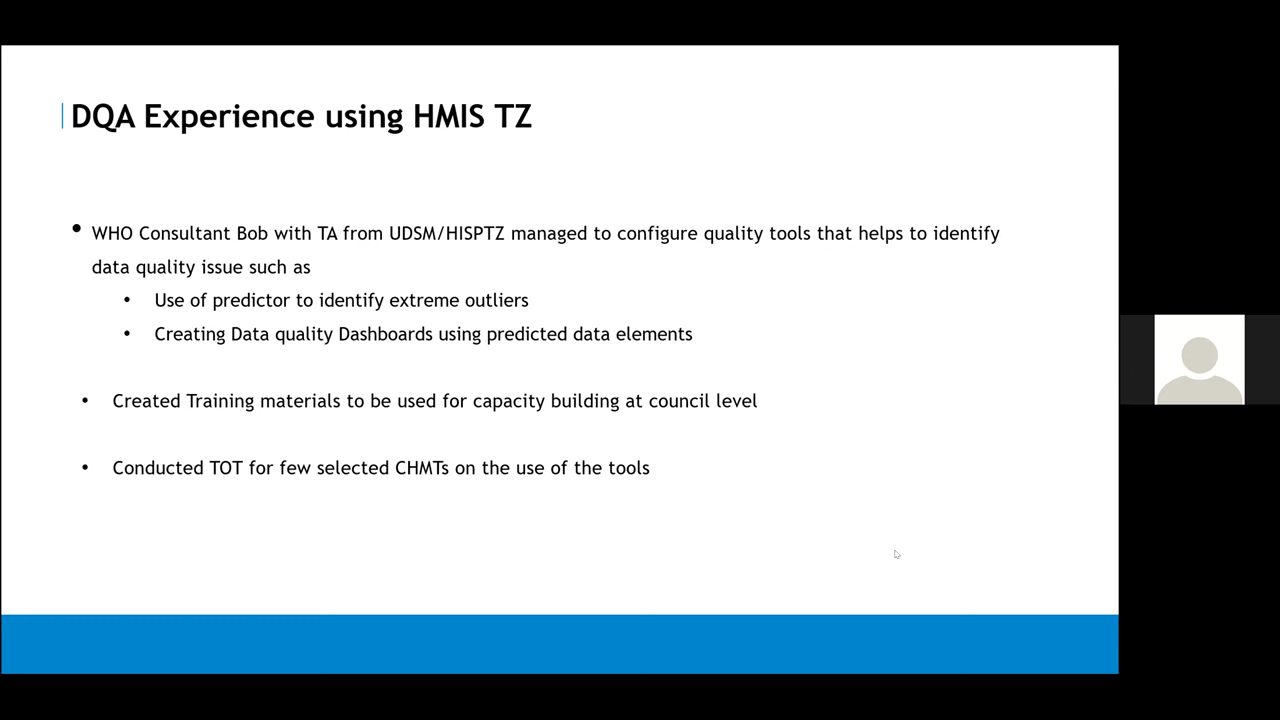 DQA Experience using HMIS TZ
• WHO Consultant Bob with TA from UDSM/HISPTZ managed to configure quality tools that helps to identify
data quality issue such as
• Use of predictor to identify extreme outliers
• Creating Data quality Dashboards using predicted data elements
• Created Training materials to be used for capacity building at council level
• Conducted TOT for few selected CHMTs on the use of the tools